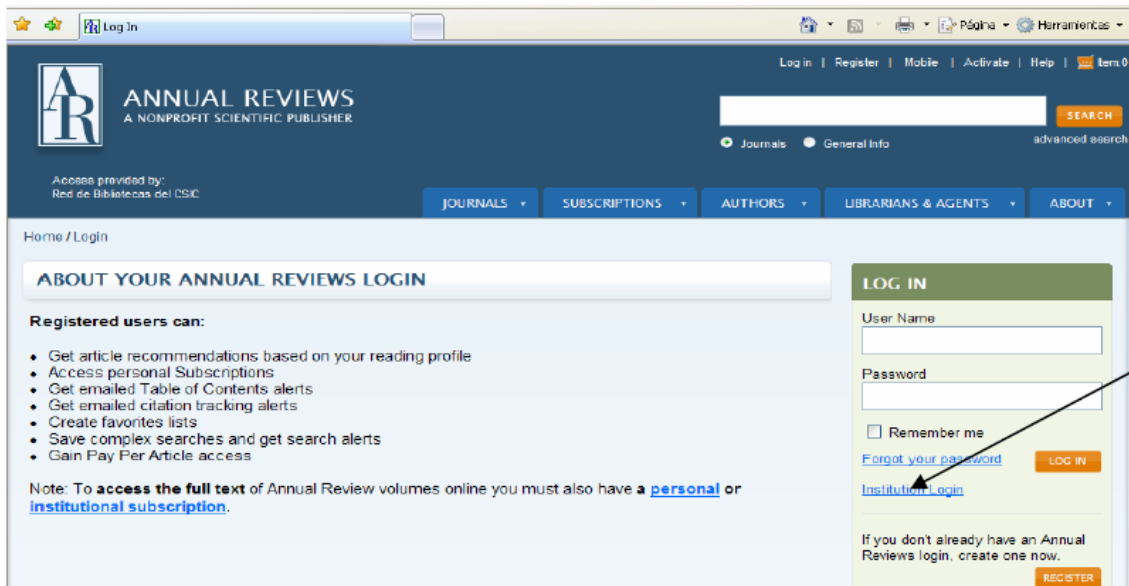 Log In
Página
Herramientas
Log in | Register | Mobile | Activate | Help | Item:0
AR
ANNUAL REVIEWS
A NONPROFIT SCIENTIFIC PUBLISHER
SEARCH
Journals General Info
advanced search
Access provided by:
Red de Bibliotecas del CSIC
JOURNALS SUBSCRIPTIONS AUTHORS LIBRARIANS & AGENTS ABOUT
Home / Login
ABOUT YOUR ANNUAL REVIEWS LOGIN
Registered users can:
• Get article recommendations based on your reading profile
• Access personal Subscriptions
• Get emailed Table of Contents alerts
• Get emailed citation tracking alerts
• Create favorites lists
• Save complex searches and get search alerts
• Gain Pay Per Article access
Note: To access the full text of Annual Review volumes online you must also have a personal or
institutional subscription.
LOG IN
User Name
Password
Remember me
Forgot your password LOG IN
Institution Login
If you don't already have an Annual
Reviews login, create one now.
REGISTER